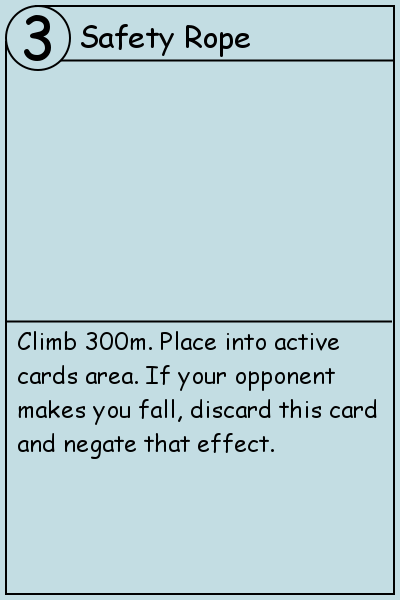 3 Safety Rope
Climb 300m. Place into active
cards area. If your opponent
makes you fall, discard this card
and negate that effect.